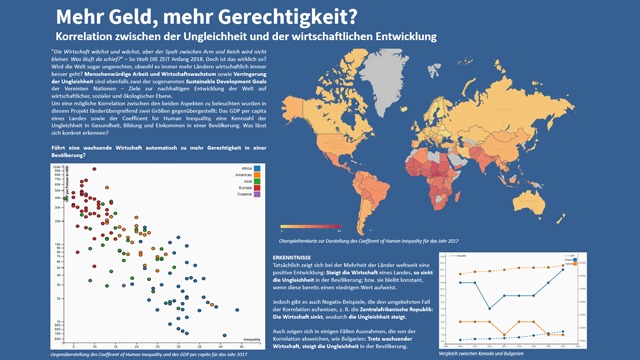 Mehr Geld, mehr Gerechtigkeit?
Korrelation zwischen der Ungleichheit und der wirtschaftlichen Entwicklung
"Die Wirtschaft wächst und wächst, aber der Spalt zwischen Arm und Reich wird nicht
kleiner. Was läuft da schief?" – So titelt DIE ZEIT Anfang 2018. Doch ist das wirklich so?
Wird die Welt sogar ungerechter, obwohl es immer mehr Ländern wirtschaftlich immer
besser geht? Menschenwürdige Arbeit und Wirtschaftswachstum sowie Verringerung
der Ungleichheit sind ebenfalls zwei der sogenannten Sustainable Development Goals
der Vereinten Nationen – Ziele zur nachhaltigen Entwicklung der Welt auf
wirtschaftlicher, sozialer und ökologischer Ebene.
Um eine mögliche Korrelation zwischen den beiden Aspekten zu beleuchten wurden in
diesem Projekt länderübergreifend zwei Größen gegenübergestellt: Das GDP per capita
eines Landes sowie der Coefficent for Human Inequality, eine Kennzahl der
Ungleichheit in Gesundheit, Bildung und Einkommen in einer Bevölkerung. Was lässt
sich konkret erkennen?
Führt eine wachsende Wirtschaft automatisch zu mehr Gerechtigkeit in einer
Bevölkerung?
Africa
Americas
Asia
Europe
Oceania
Inequality
Gegenüberstellung des Coefficent of Human Inequality und des GDP per capita für das Jahr 2017
Choroplethenkarte zur Darstellung des Coefficent of Human Inequality für das Jahr 2017
ERKENNTNISSE
Tatsächlich zeigt sich bei der Mehrheit der Länder weltweit eine
positive Entwicklung: Steigt die Wirtschaft eines Landes, so sinkt
die Ungleichheit in der Bevölkerung; bzw. sie ist bleibt konstant,
wenn diese bereits einen niedrigen Wert aufweist.
Jedoch gibt es auch Negativ-Beispiele, die den ungekehrten Fall
der Korrelation aufweisen, z. B. die Zentralafrikanische Republik:
Die Wirtschaft sinkt, wodurch die Ungleichheit steigt.
Auch zeigen sich in einigen Fällen Ausnahmen, die von der
Korrelation abweichen, wie Bulgarien: Trotz wachsender
Wirtschaft, steigt die Ungleichheit in der Bevölkerung.
Vergleich zwischen Kanada und Bulgarien